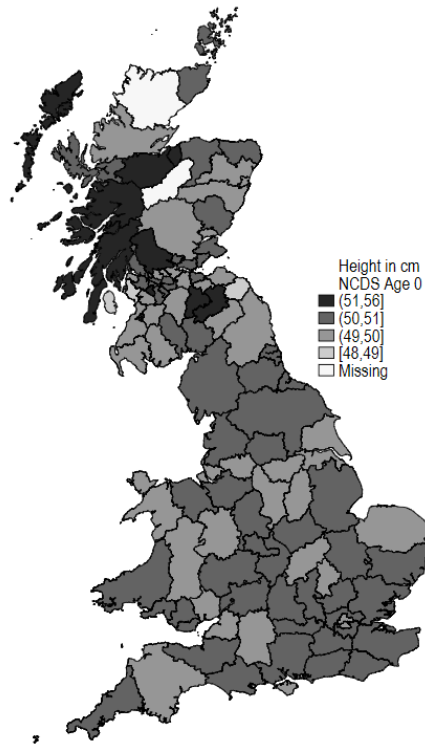 Height in cm
NCDS Age 0
(51,56]
(50,51]
(49,50]
[48,49]
Missing